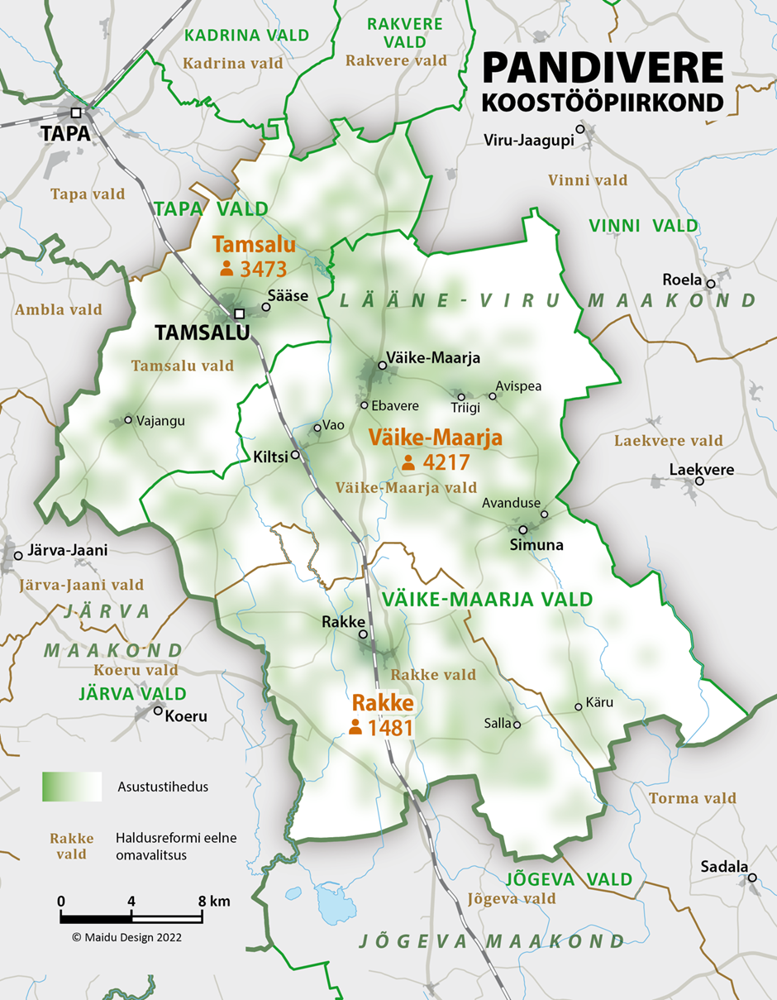 KADRINA VALD
Kadrina vald
RAKVERE
VALD
Rakvere vald
PANDIVERE
KOOSTÖÖPIIRKOND
TAPA
Viru-Jaagupi
Tapa vald
Vinni vald
TAPA VALD
VINNI VALD
Tamsalu
3473
Roela
Sääse
LÄÄNE-VIRU MAAKOND
Ambla vald
TAMSALU
Tamsalu vald
Väike-Maarja
Avispea
Triigi
Ebavere
Vajangu
Vao
Väike-Maarja
4217
Laekvere vald
Kiltsi
Laekvere
Väike-Maarja vald
Avanduse
Simuna
Järva-Jaani
Järva-Jaani vald
VÄIKE-MAARJA VALD
JÄRVA
MAAKOND
Rakke
Koeru vald
Rakke vald
JÄRVA VALD
Koeru
Rakke
1481
Käru
Salla
Asustustihedus
Torma vald
Rakke
vald
Haldusreformi eelne
omavalitsus
Sadala
JÕGEVA VALD
Jõgeva vald
0 4 8 km
© Maidu Design 2022
JÕGEVA MAAKOND